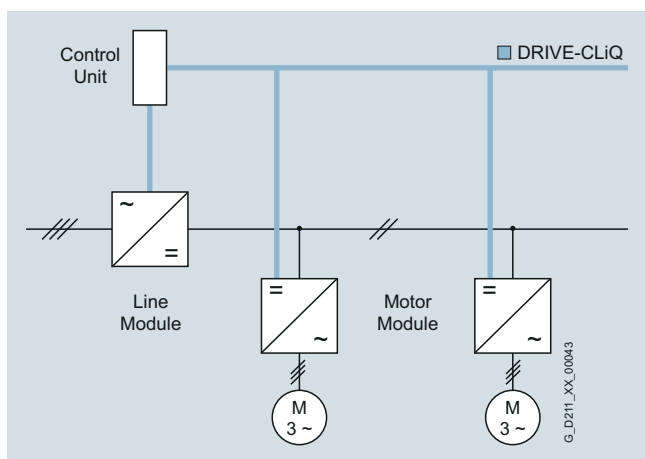 Control
Unit
DRIVE-CLiQ
~
=
Line
Module
=
~
Motor
Module
=
~
M
3 ~
M
3 ~
G_D211_XX_00043